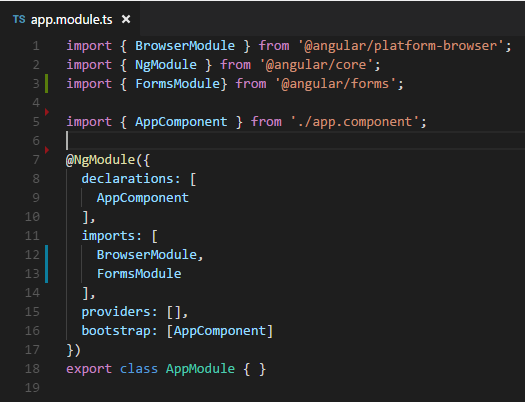 TS app.module.ts ×
1 import { BrowserModule } from '@angular/platform-browser';
2 import { NgModule } from '@angular/core';
3 import { FormsModule} from '@angular/forms';
4
5 import { AppComponent } from './app.component';
6
7 @NgModule({
8   declarations: [
9     AppComponent
10   ],
11   imports: [
12     BrowserModule,
13     FormsModule
14   ],
15   providers: [],
16   bootstrap: [AppComponent]
17 })
18 export class AppModule { }
19